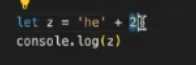 let z = 'he' + 2
console.log(z)